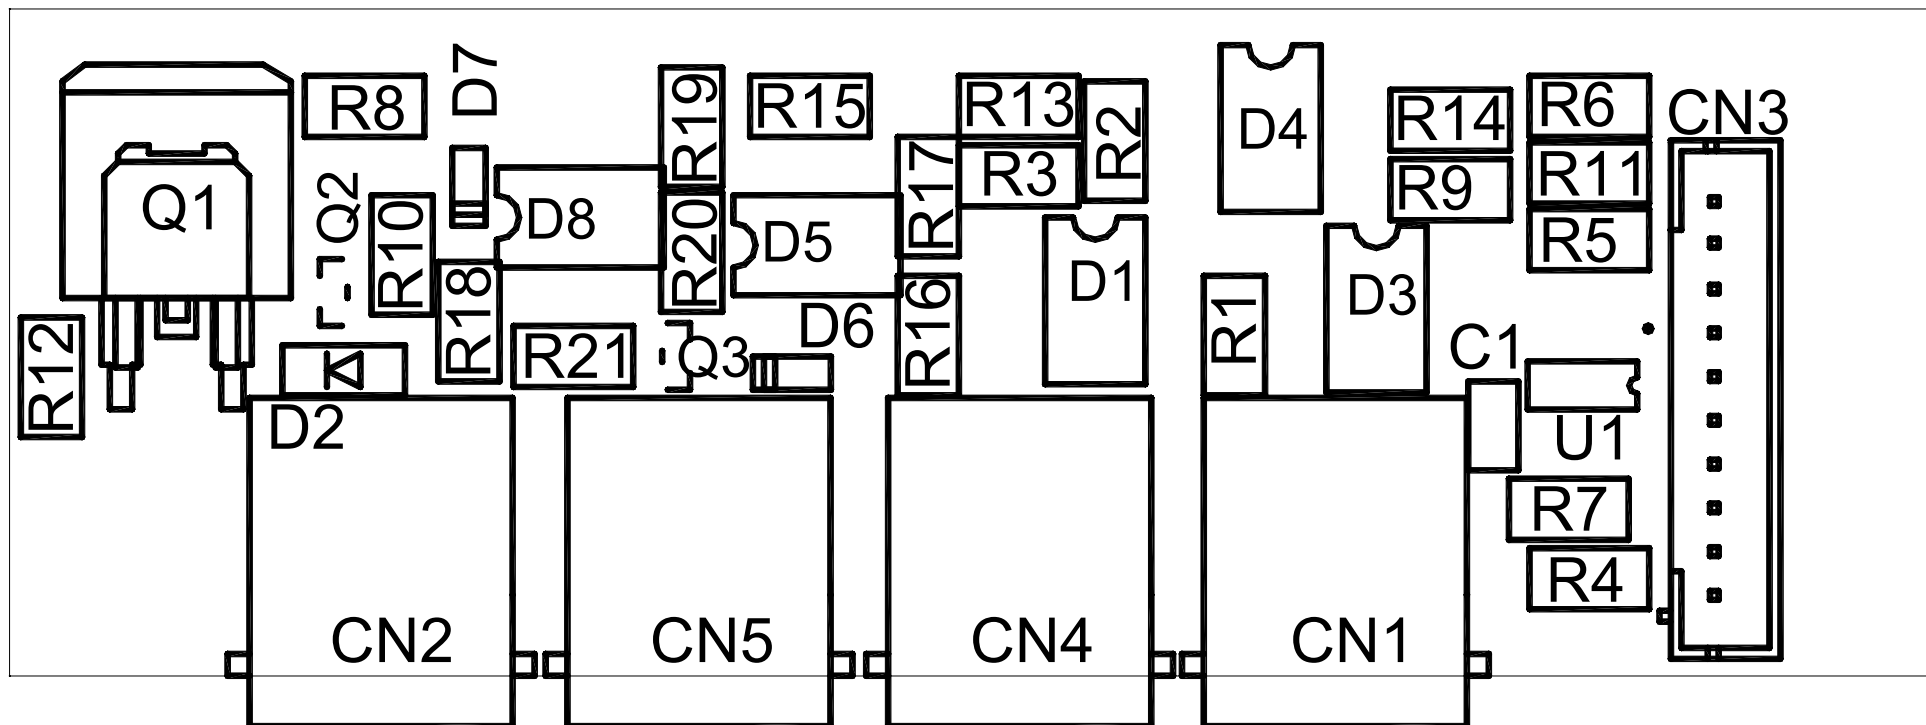 D7
R8
R19
R15
R13
R2
D4
R14
R6
CN3
Q1
Q2
R10
D8
R20
D5
R17
R3
R9
R11
R5
D1
D3
R12
R18
R21
Q3
D6
R16
R1
C1
U1
D2
R7
R4
CN2
CN5
CN4
CN1